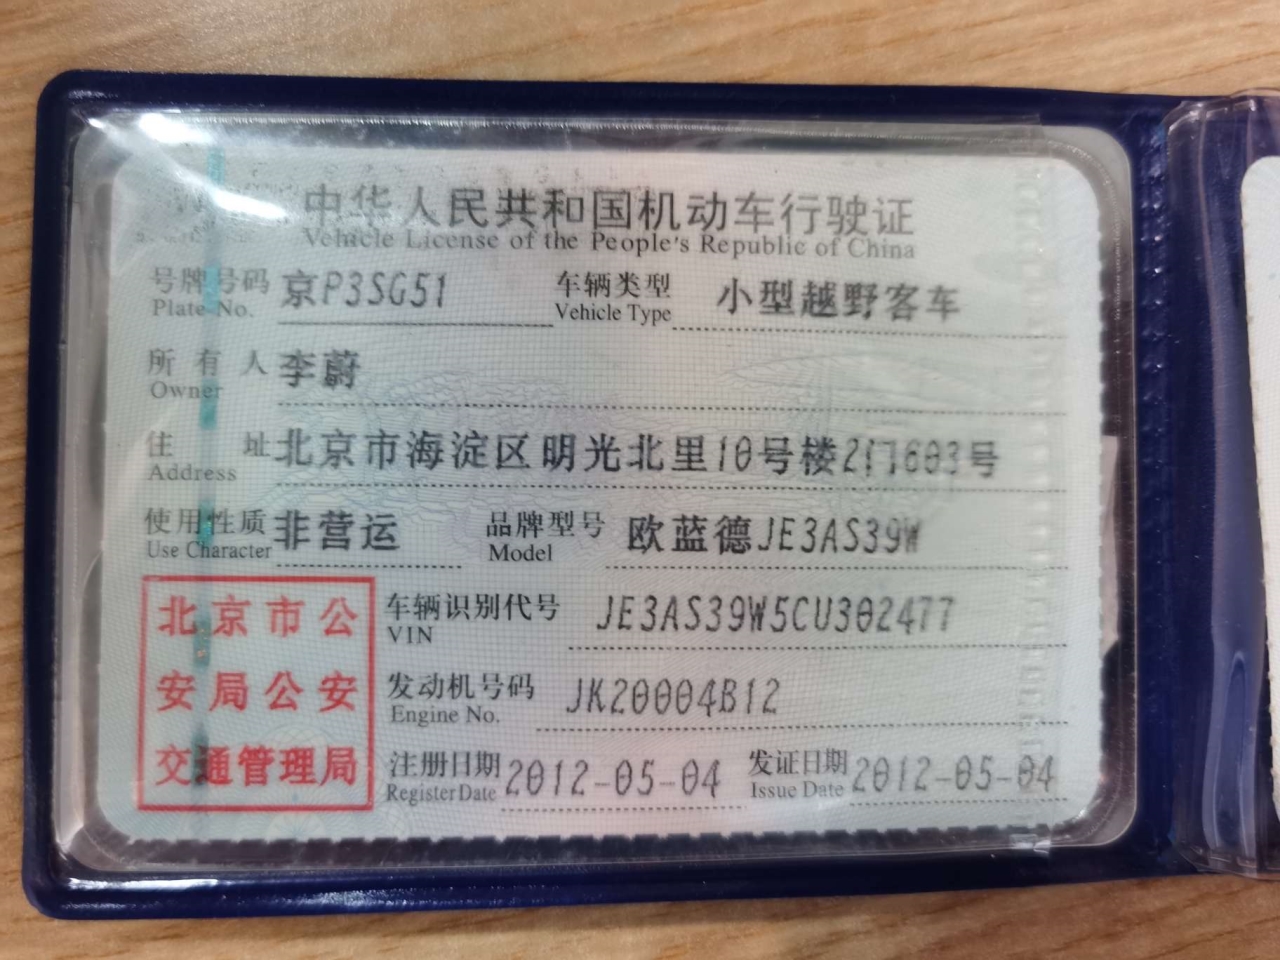 中华人民共和国机动车行驶证
Vehicle License of the People's Republic of China
号牌号码 京P3SG51 车辆类型 小型越野客车
Plate No. Vehicle Type
所有人 李蔚
Owner
住址 北京市海淀区明光北里10号楼2门603号
Address
使用性质 非营运 品牌型号 欧蓝德JE3AS39W
Use Character Model
北京市公
安局公安
交通管理局
车辆识别代号 JE3AS39W5CU302477
VIN
发动机号码 JK20004B12
Engine No.
注册日期 2012-05-04 发证日期 2012-05-04
Register Date Issue Date